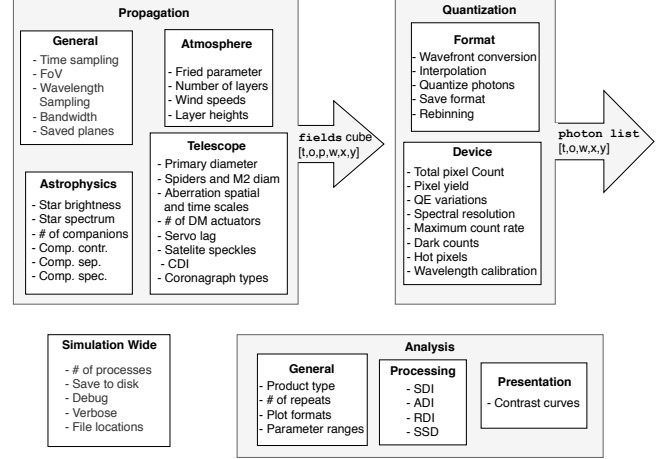 Propagation
General
- Time sampling
- FoV
- Wavelength
Sampling
- Bandwidth
- Saved planes
Atmosphere
- Fried parameter
- Number of layers
- Wind speeds
- Layer heights
Astrophysics
- Star brightness
- Star spectrum
- # of companions
- Comp. contr.
- Comp. sep.
- Comp. spec.
Telescope
- Primary diameter
- Spiders and M2 diam
- Aberration spatial
and time scales
- # of DM actuators
- Servo lag
- Satelite speckles
- CDI
- Coronagraph types
fields cube
[t,o,p,w,x,y]
Quantization
Format
- Wavefront conversion
- Interpolation
- Quantize photons
- Save format
- Rebinning
Device
- Total pixel Count
- Pixel yield
- QE variations
- Spectral resolution
- Maximum count rate
- Dark counts
- Hot pixels
- Wavelength calibration
photon list
[t,o,w,x,y]
Simulation Wide
- # of processes
- Save to disk
- Debug
- Verbose
- File locations
Analysis
General
- Product type
- # of repeats
- Plot formats
- Parameter ranges
Processing
- SDI
- ADI
- RDI
- SSD
Presentation
- Contrast curves